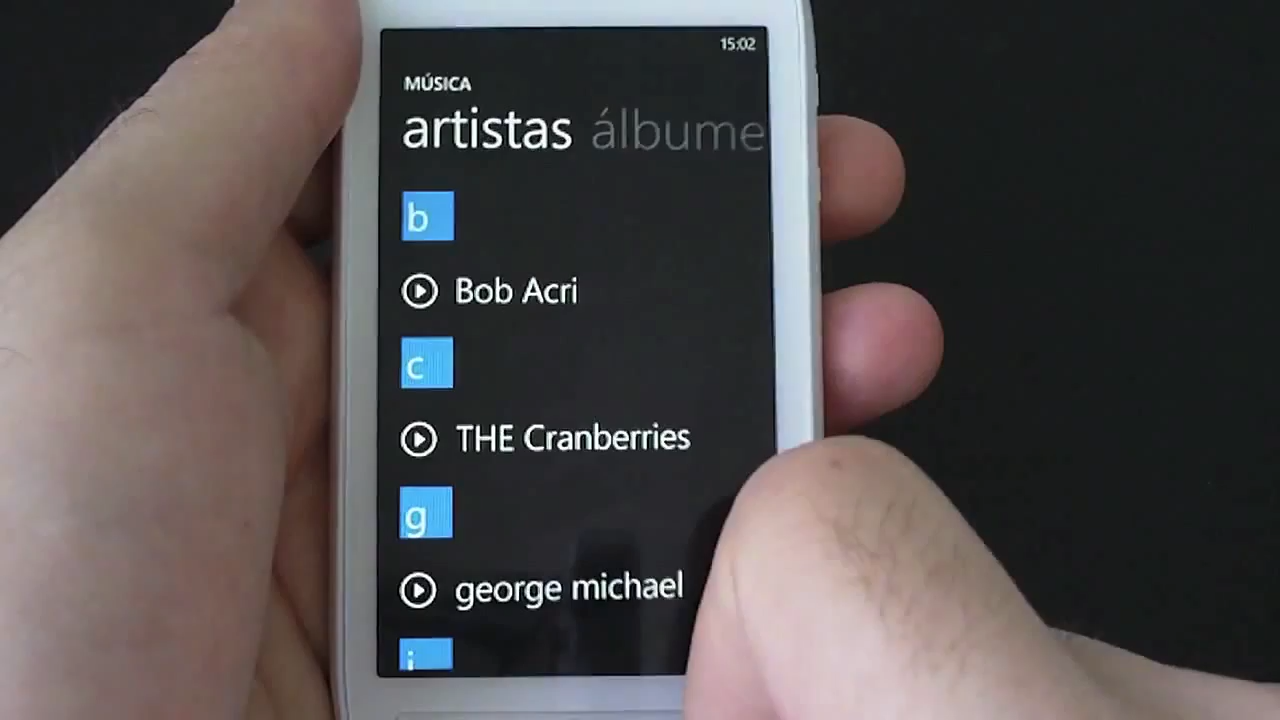 15:02
MÚSICA
artistas álbume
b
Bob Acri
c
THE Cranberries
g
george michael